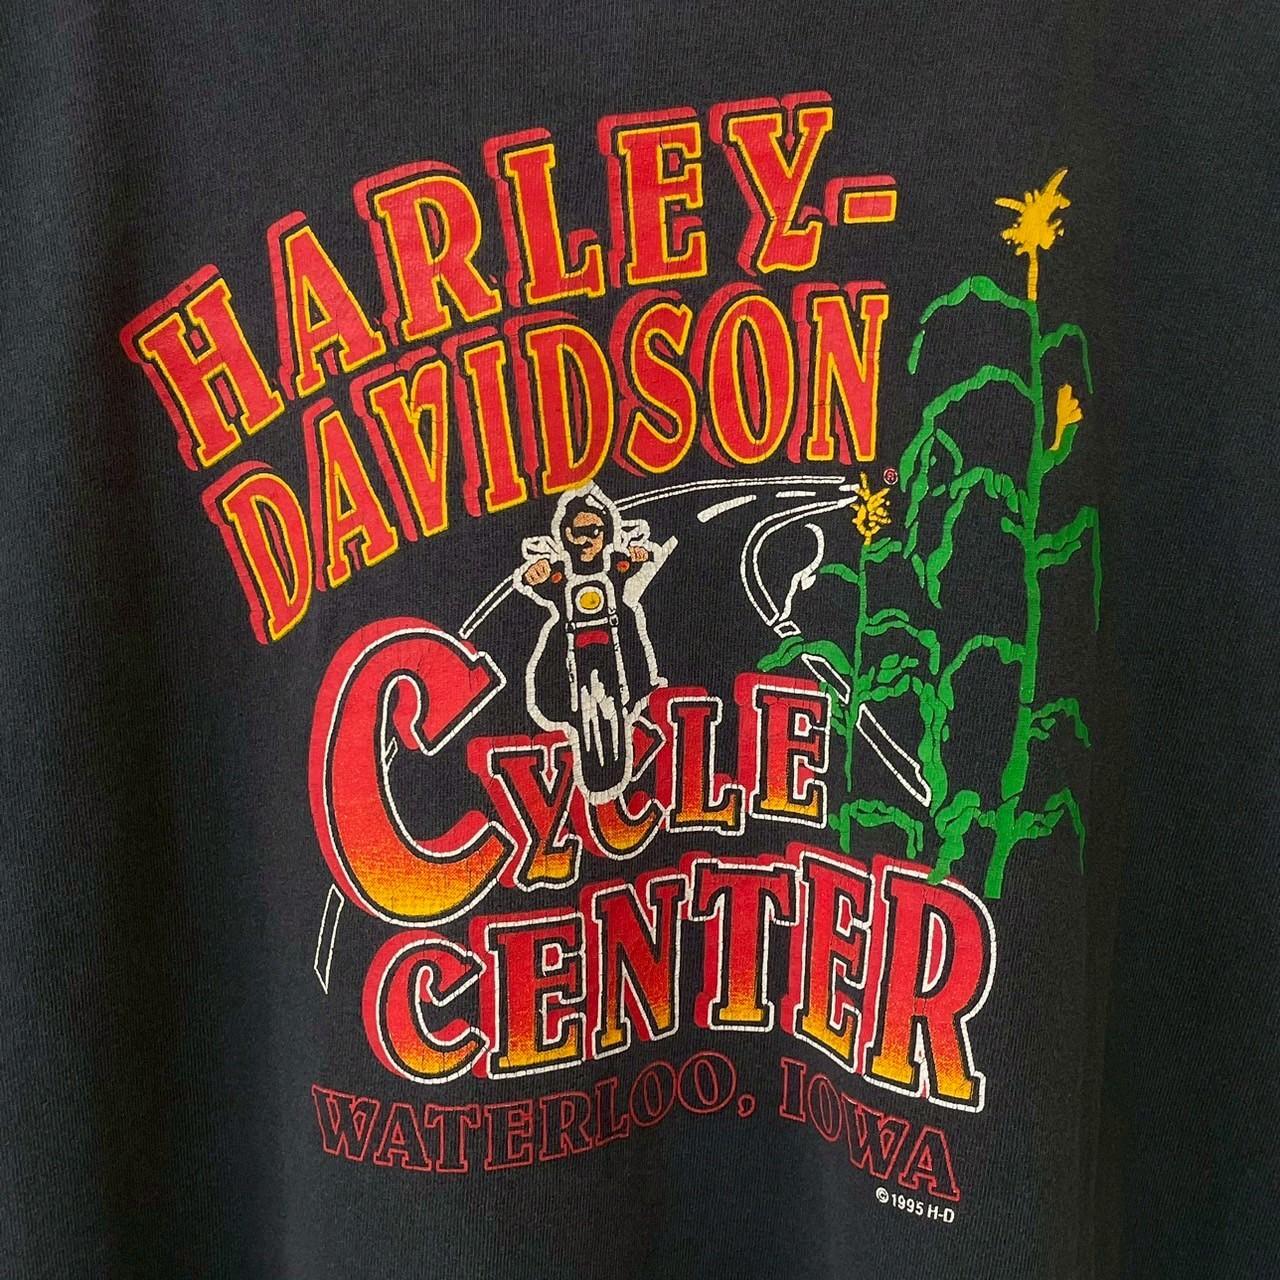 HARLEY-
DAVIDSON®
CYCLE
CENTER
WATERLOO, IOWA
©1995 H-D